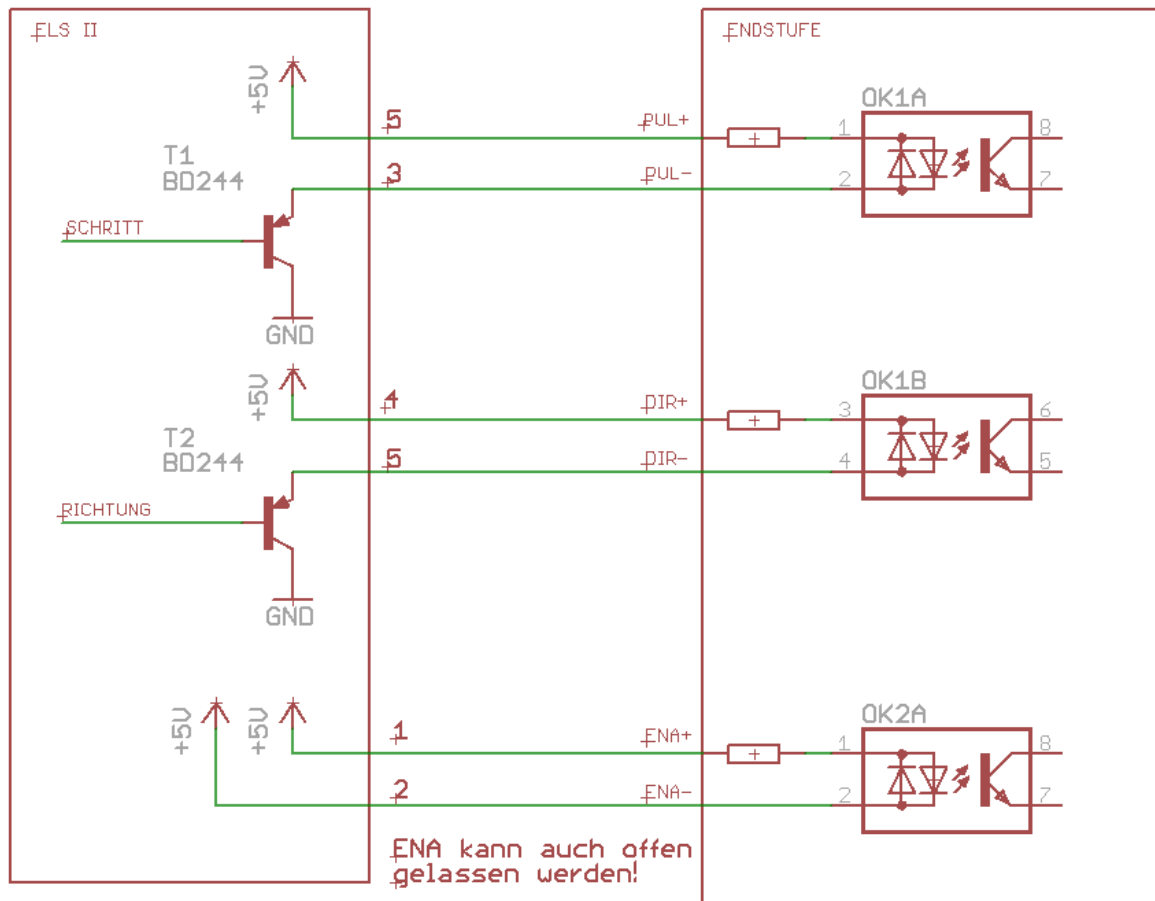 ELS II
ENDSTUFE
+5V
5
PUL+
OK1A
1
8
T1
BD244
3
PUL-
2
7
SCHRITT
GND
+5V
4
DIR+
OK1B
3
6
T2
BD244
5
DIR-
4
5
RICHTUNG
GND
+5V
+5V
1
ENA+
OK2A
1
8
2
ENA-
2
7
ENA kann auch offen
gelassen werden!